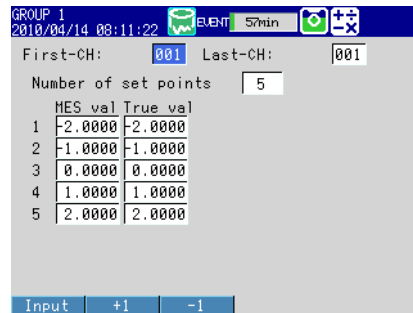 GROUP 1
2010/04/14 08:11:22 EVENT 57min
First-CH: 001 Last-CH: 001
Number of set points 5
MES val True val
1 -2.0000 -2.0000
2 -1.0000 -1.0000
3 0.0000 0.0000
4 1.0000 1.0000
5 2.0000 2.0000
Input +1 -1